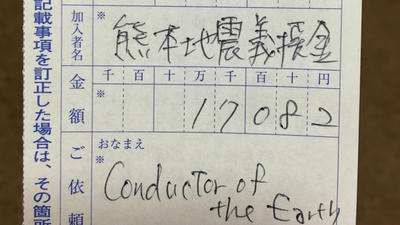 記載事項を訂正した場合は、その箇所
加入者名
※
熊本地震義援金
金額
千 百 十 万 千 百 十 円
※
17082
ご依頼
おなまえ
※
Conductor of
the Earth